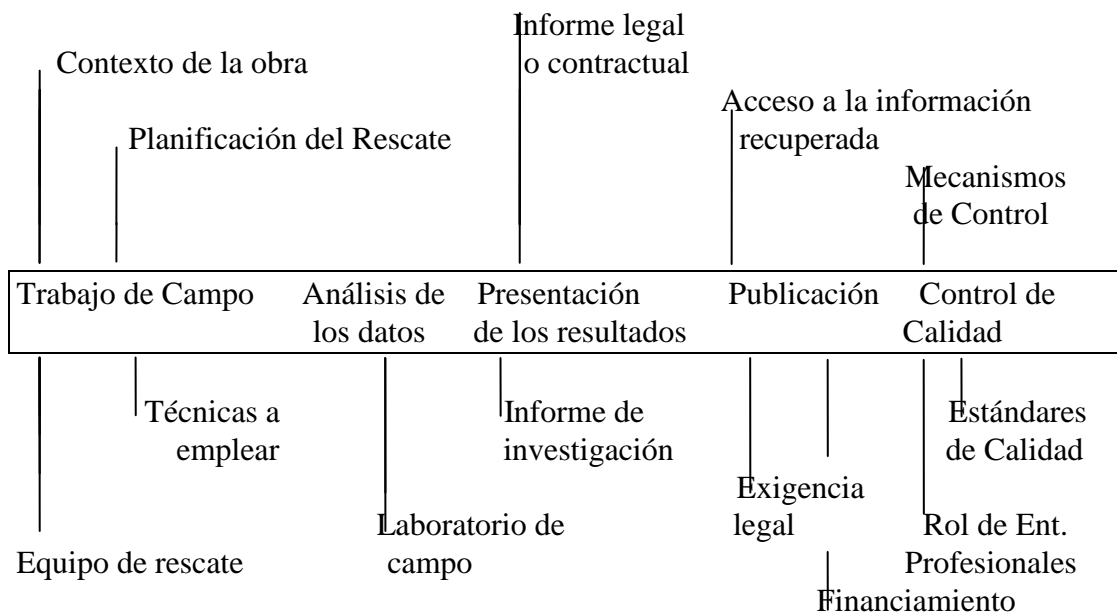 Informe legal
o contractual
Contexto de la obra
Acceso a la información
recuperada
Planificación del Rescate
Mecanismos
de Control
Trabajo de Campo
Análisis de
los datos
Presentación
de los resultados
Publicación
Control de
Calidad
Técnicas a
emplear
Informe de
investigación
Estándares
de Calidad
Exigencia
legal
Equipo de rescate
Laboratorio de
campo
Rol de Ent.
Profesionales
Financiamiento